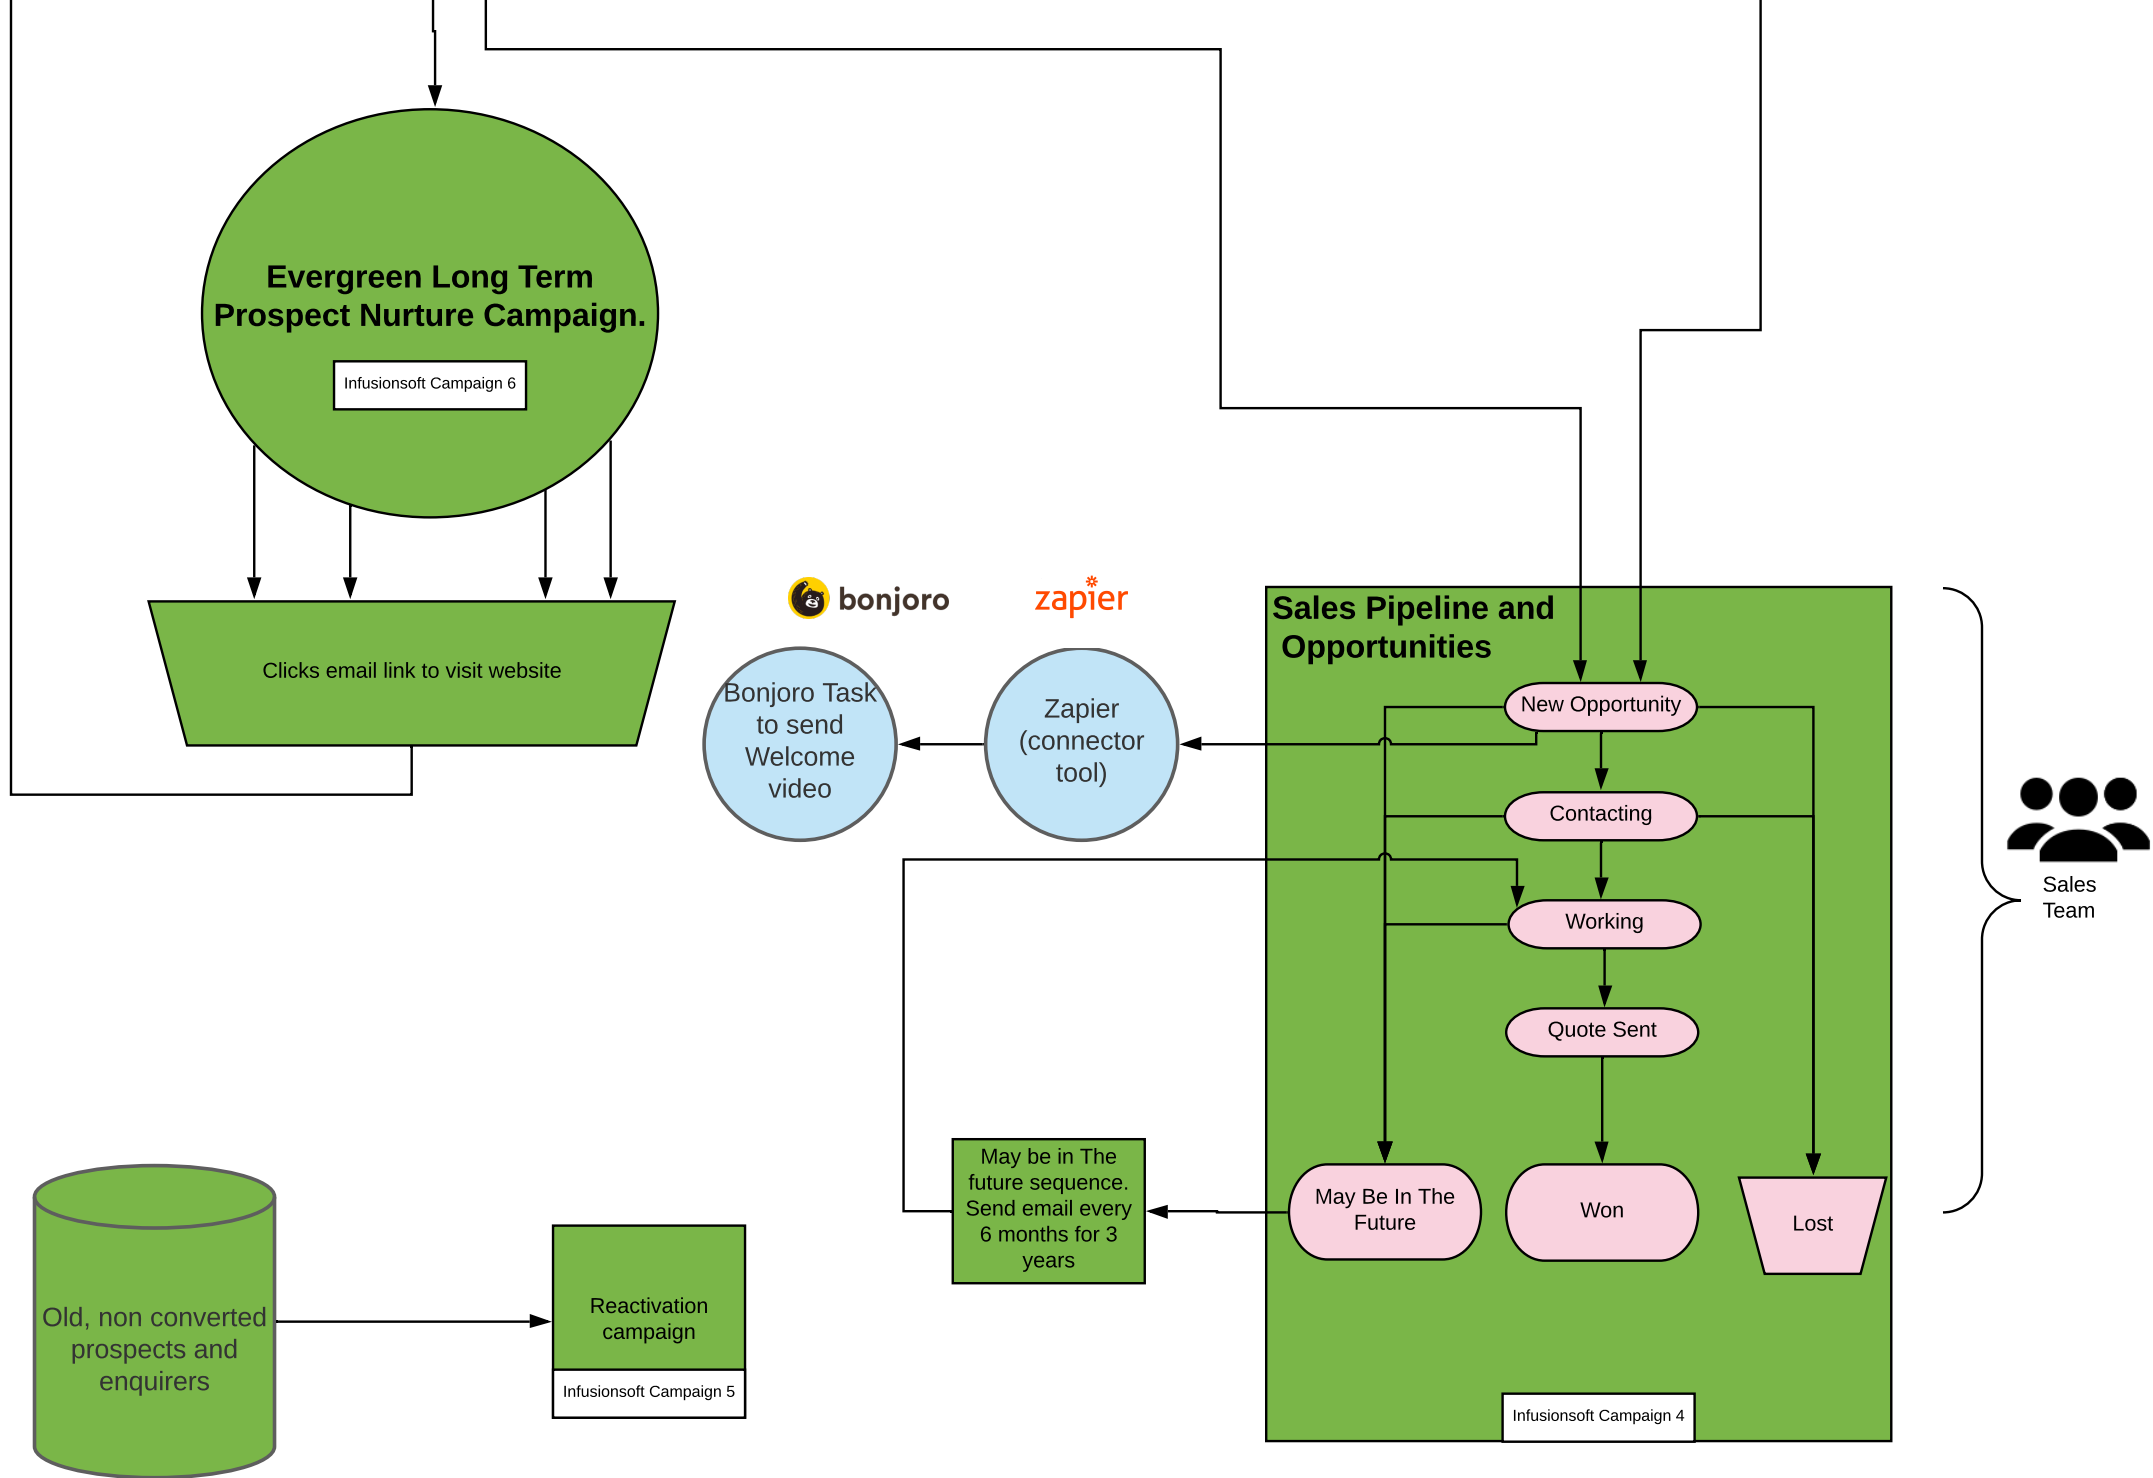 Evergreen Long Term
Prospect Nurture Campaign.
Infusionsoft Campaign 6
Clicks email link to visit website
bonjoro
zapier
Bonjoro Task
to send
Welcome
video
Zapier
(connector
tool)
Sales Pipeline and
Opportunities
New Opportunity
Contacting
Working
Quote Sent
May Be In The
Future
Won
Lost
Sales
Team
May be in The
future sequence.
Send email every
6 months for 3
years
Old, non converted
prospects and
enquirers
Reactivation
campaign
Infusionsoft Campaign 5
Infusionsoft Campaign 4